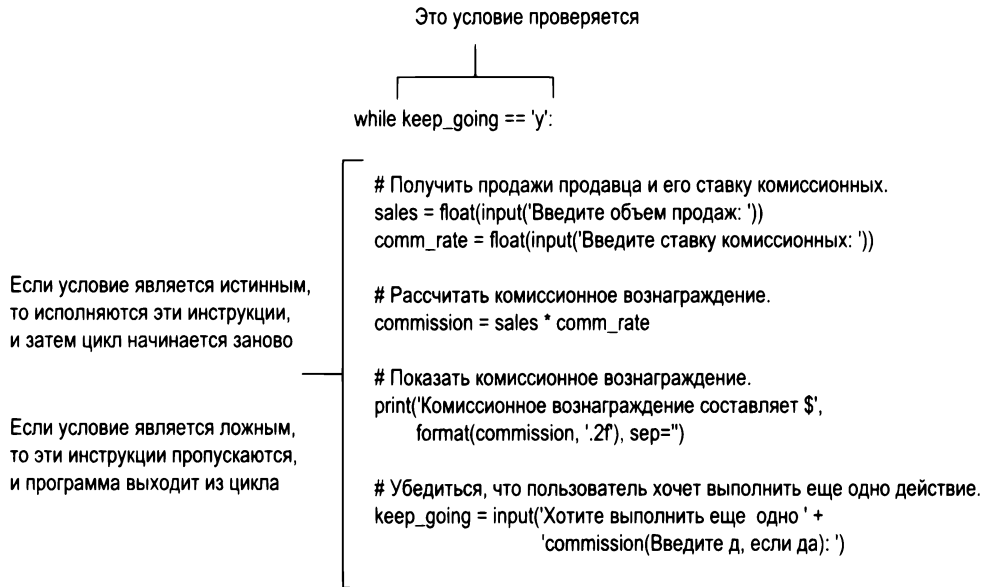 Это условие проверяется
while keep_going == 'y':
# Получить продажи продавца и его ставку комиссионных.
sales = float(input('Введите объем продаж: '))
comm_rate = float(input('Введите ставку комиссионных: '))
# Рассчитать комиссионное вознаграждение.
commission = sales * comm_rate
# Показать комиссионное вознаграждение.
print('Комиссионное вознаграждение составляет $',
format(commission, '.2f'), sep='')
# Убедиться, что пользователь хочет выполнить еще одно действие.
keep_going = input('Хотите выполнить еще  одно ' +
'commission(Введите д, если да): ')
Если условие является истинным,
то исполняются эти инструкции,
и затем цикл начинается заново
Если условие является ложным,
то эти инструкции пропускаются,
и программа выходит из цикла